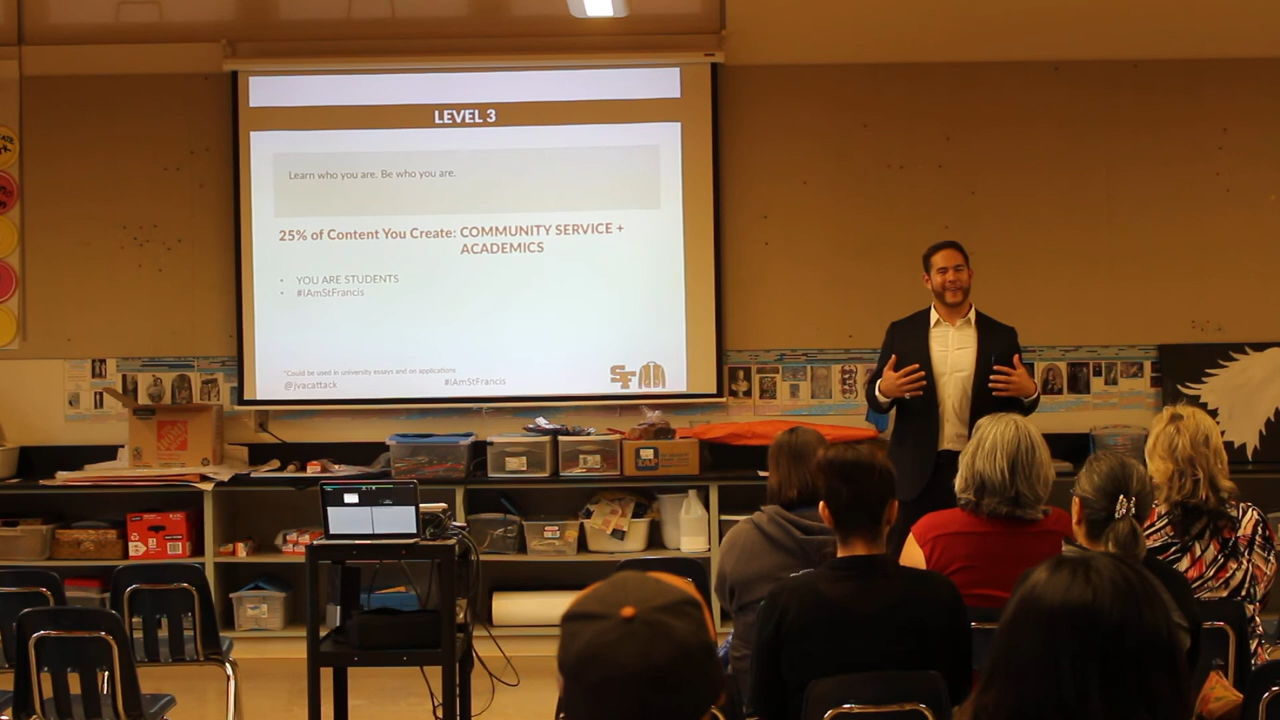 LEVEL 3
Learn who you are. Be who you are.
25% of Content You Create: COMMUNITY SERVICE +
ACADEMICS
• YOU ARE STUDENTS
• #IAmStFrancis
*Could be used in university essays and on applications
@jvacattack
#IAmStFrancis
SF